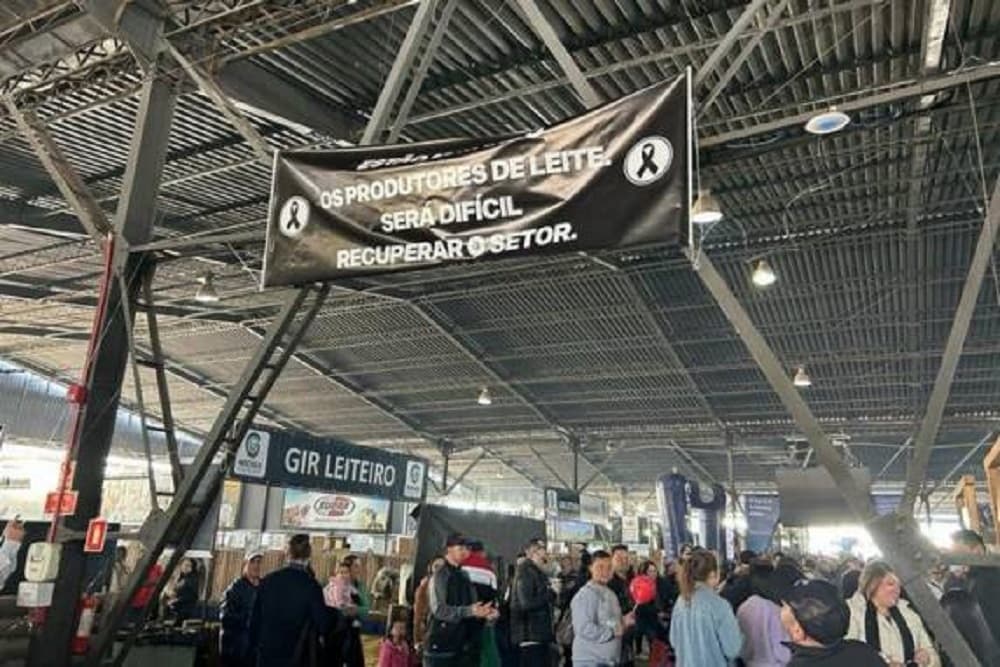 OS PRODUTORES DE LEITE.
SERÁ DIFÍCIL
RECUPERAR O SETOR.
GIR LEITEIRO